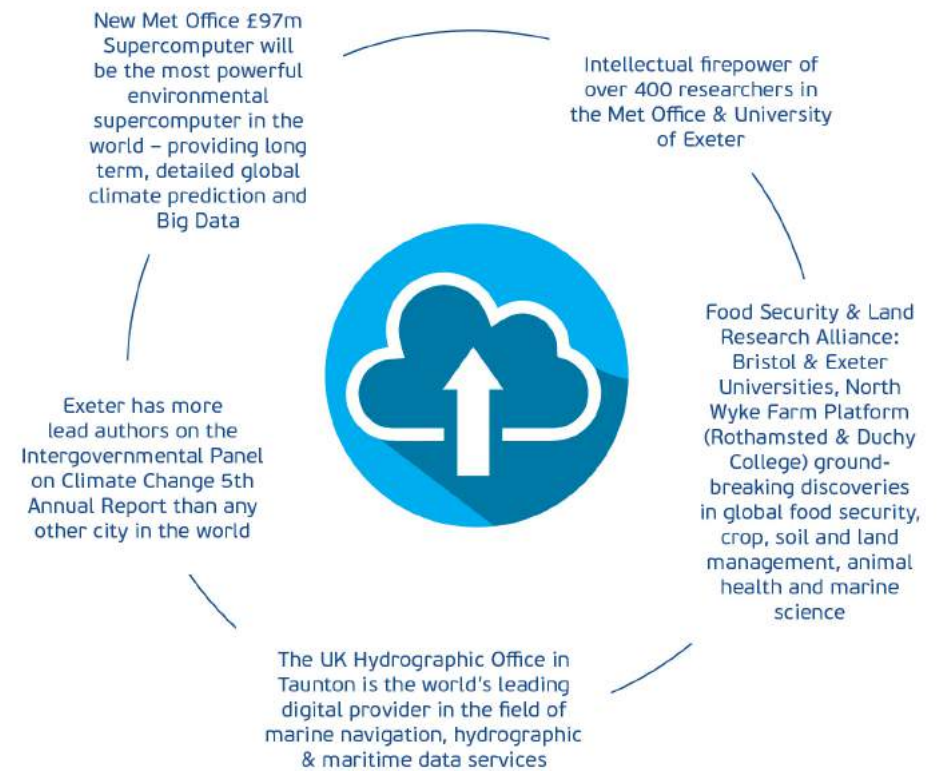 New Met Office £97m
Supercomputer will
be the most powerful
environmental
supercomputer in the
world – providing long
term, detailed global
climate prediction and
Big Data
Intellectual firepower of
over 400 researchers in
the Met Office & University
of Exeter
Food Security & Land
Research Alliance:
Bristol & Exeter
Universities, North
Wyke Farm Platform
(Rothamsted & Duchy
College) ground-
breaking discoveries
in global food security,
crop, soil and land
management, animal
health and marine
science
The UK Hydrographic Office in
Taunton is the world's leading
digital provider in the field of
marine navigation, hydrographic
& maritime data services
Exeter has more
lead authors on the
Intergovernmental Panel
on Climate Change 5th
Annual Report than any
other city in the world